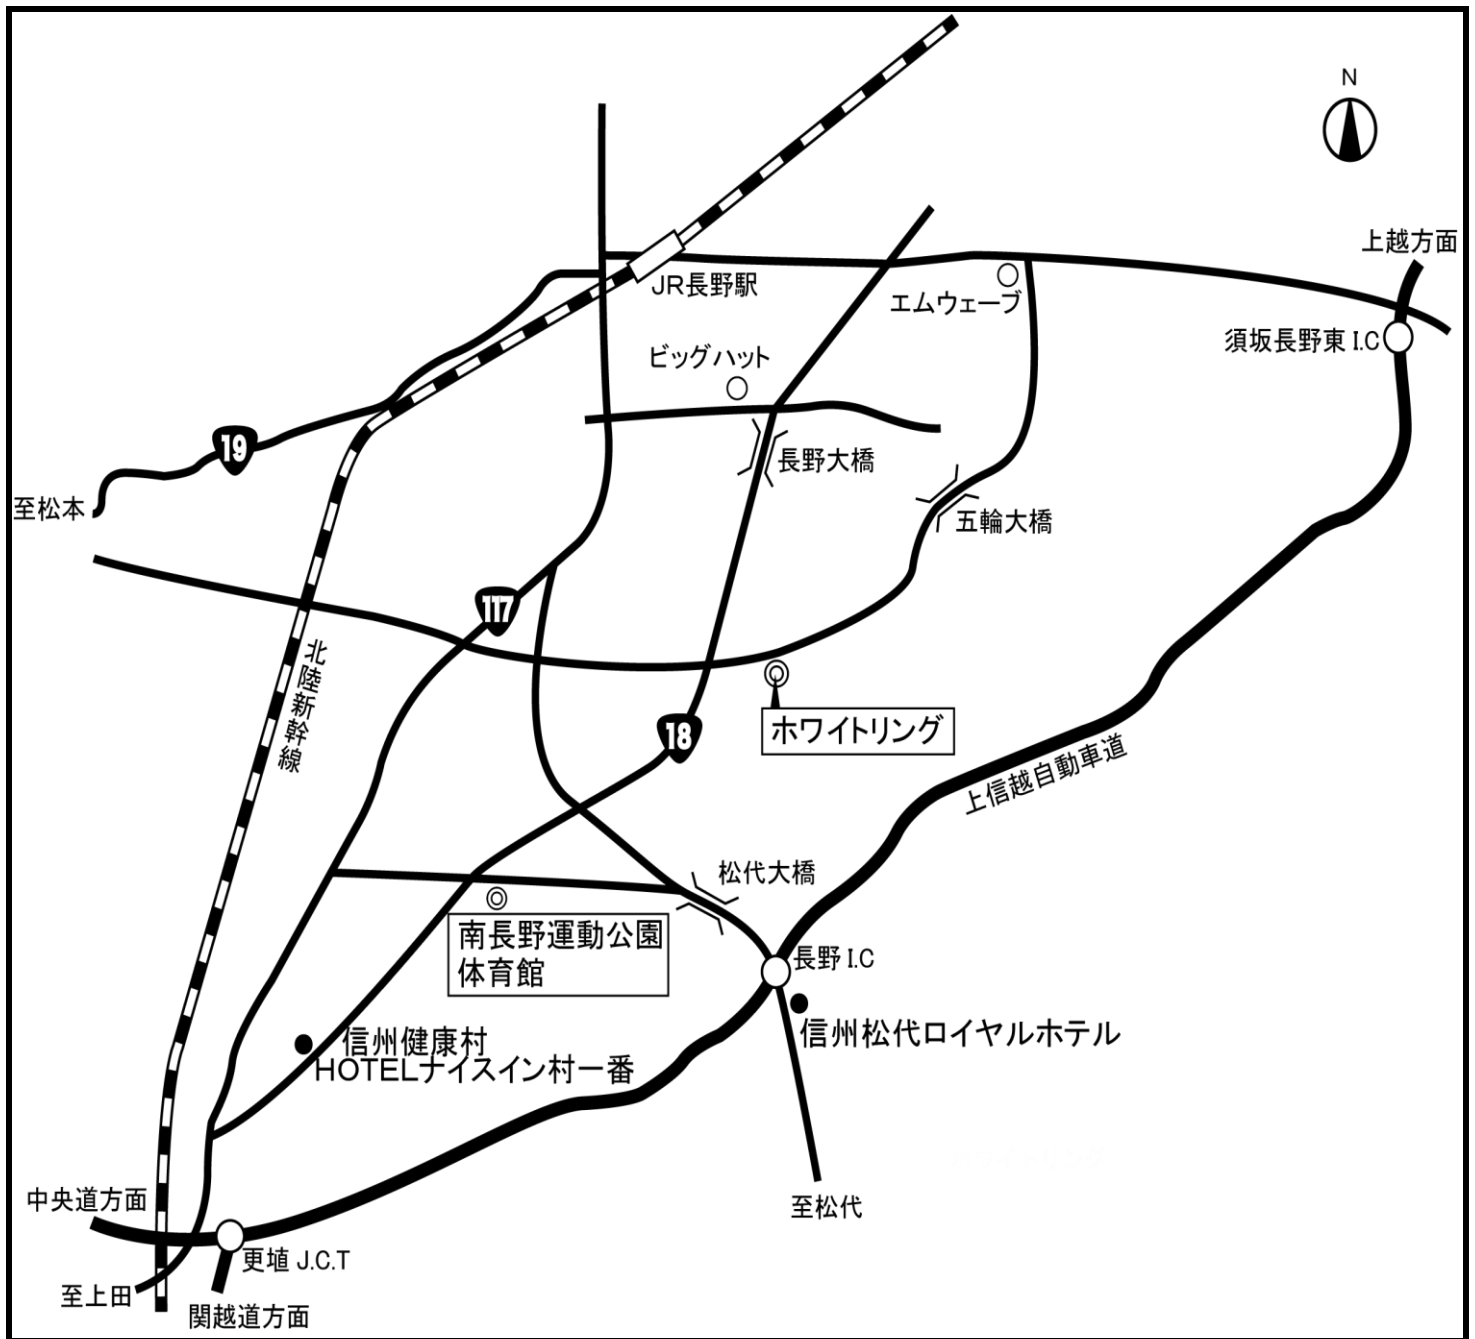 N
上越方面
JR長野駅
エムウェーブ
須坂長野東 I.C
ビッグハット
19
長野大橋
至松本
五輪大橋
117
北陸新幹線
18
ホワイトリング
上信越自動車道
松代大橋
南長野運動公園
体育館
長野 I.C
信州松代ロイヤルホテル
信州健康村
HOTELナイスイン村一番
中央道方面
至松代
更埴 J.C.T
至上田
関越道方面